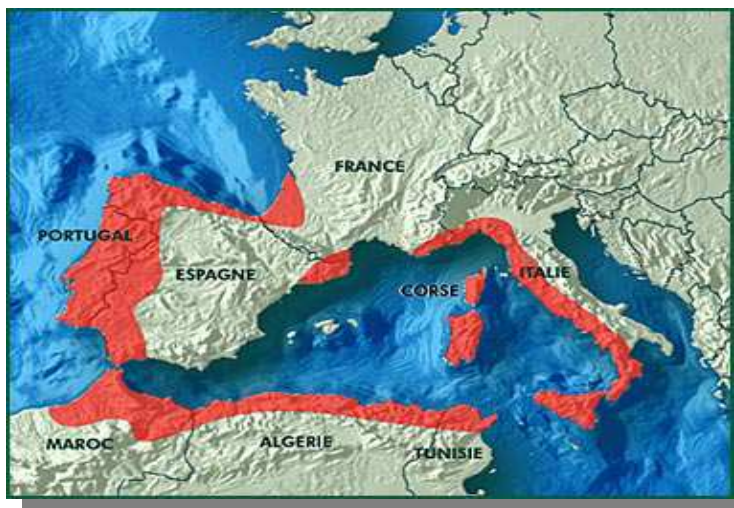 FRANCE
PORTUGAL
ESPAGNE
ITALIE
CORSE
MAROC
ALGERIE
TUNISIE